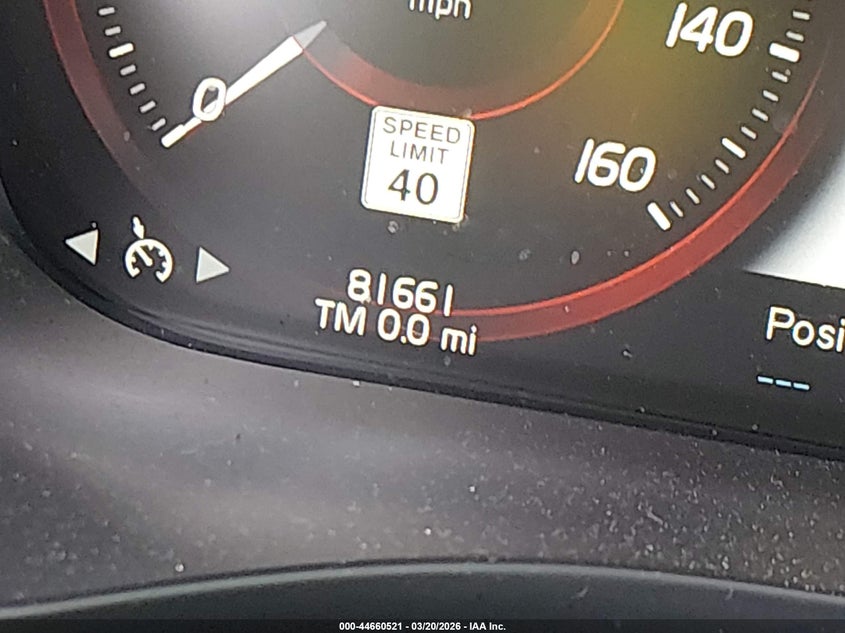 mph
140
0
SPEED
LIMIT
40
160
81661
TM 0.0 mi
Posi
---
000-44660521 - 03/20/2026 - IAA Inc.